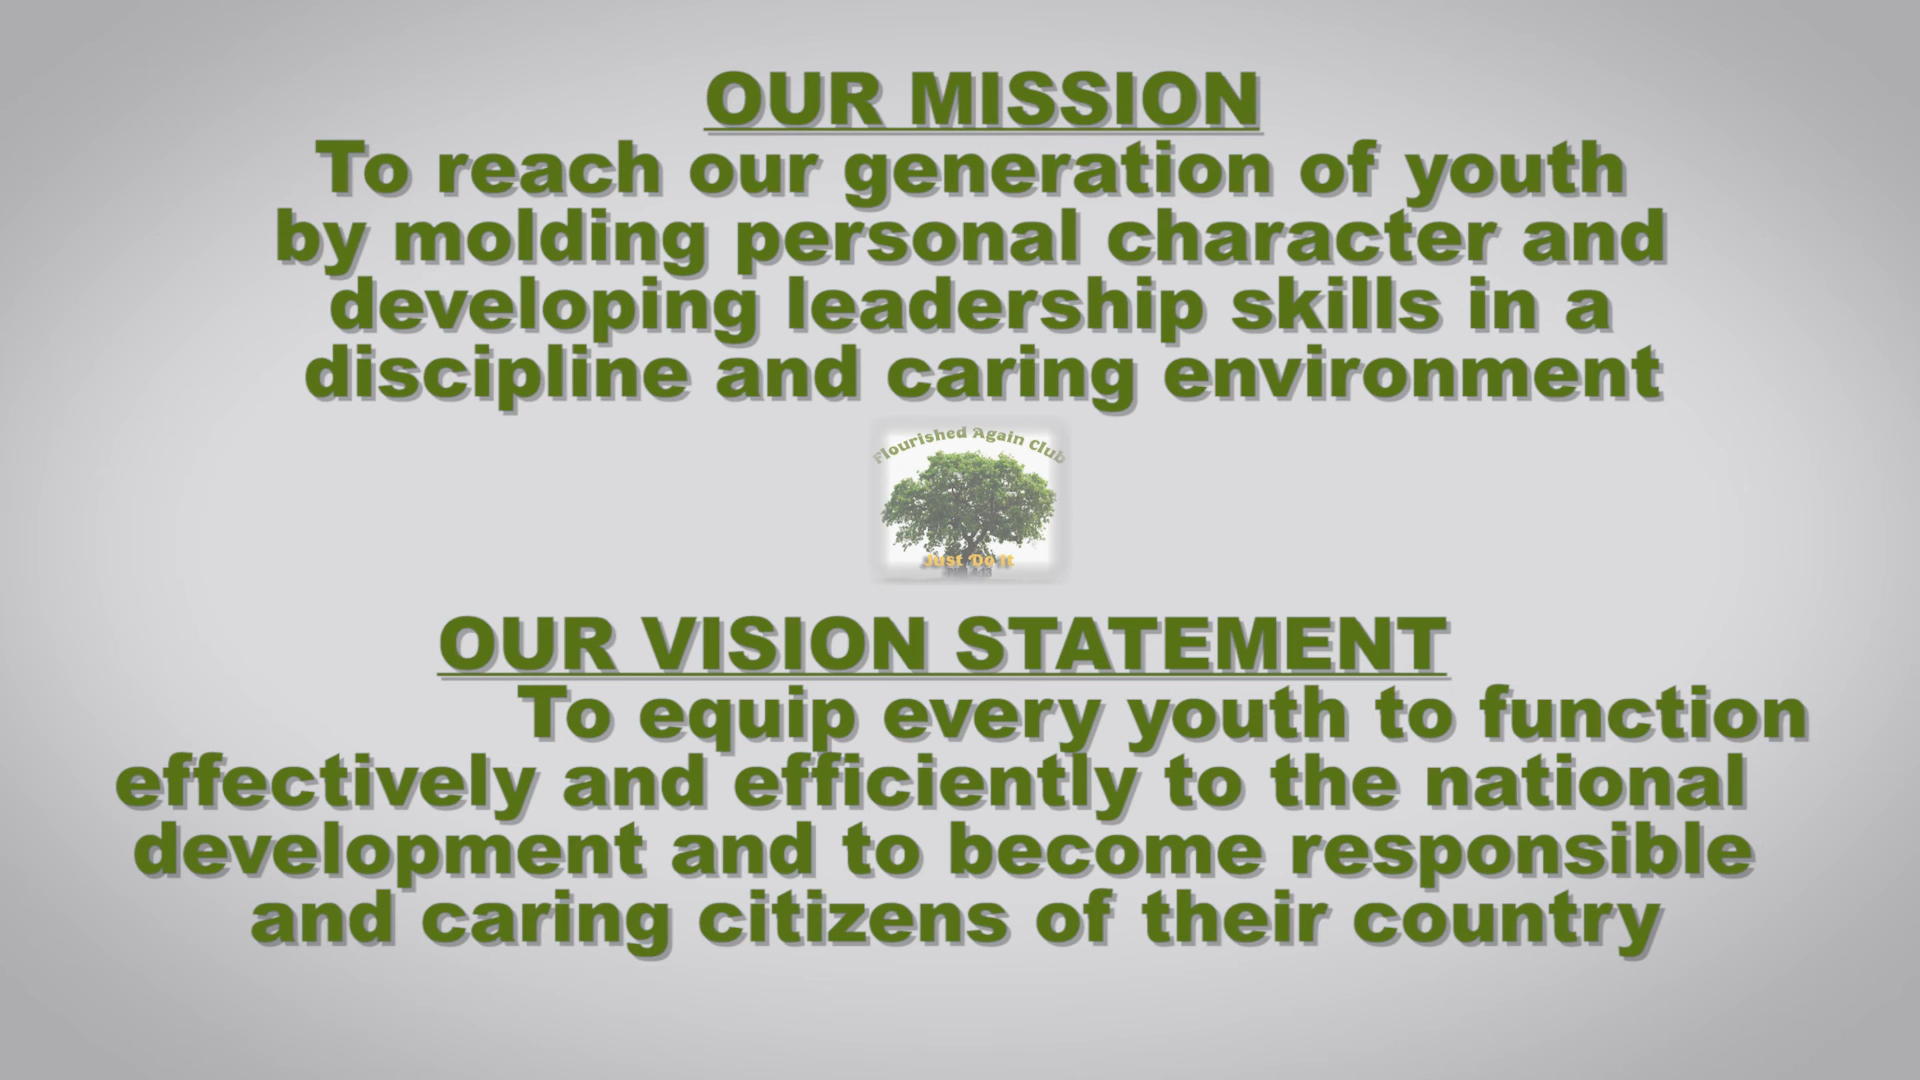 OUR MISSION
To reach our generation of youth
by molding personal character and
developing leadership skills in a
discipline and caring environment
Flourished Again Club
Just Do It
OUR VISION STATEMENT
To equip every youth to function
effectively and efficiently to the national
development and to become responsible
and caring citizens of their country